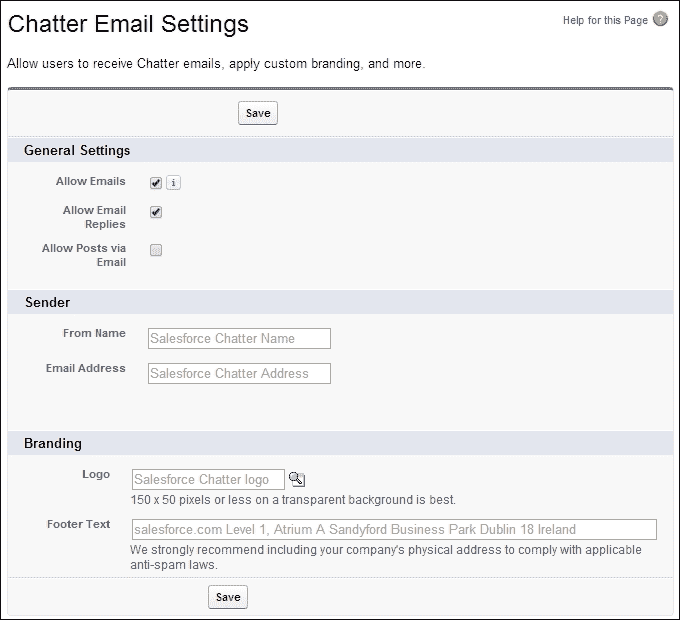 Chatter Email Settings
Help for this Page ?
Allow users to receive Chatter emails, apply custom branding, and more.
Save
General Settings
Allow Emails
i
Allow Email
Replies
Allow Posts via
Email
Sender
From Name
Salesforce Chatter Name
Email Address
Salesforce Chatter Address
Branding
Logo
Salesforce Chatter logo
150 x 50 pixels or less on a transparent background is best.
Footer Text
salesforce.com Level 1, Atrium A Sandyford Business Park Dublin 18 Ireland
We strongly recommend including your company's physical address to comply with applicable
anti-spam laws.
Save